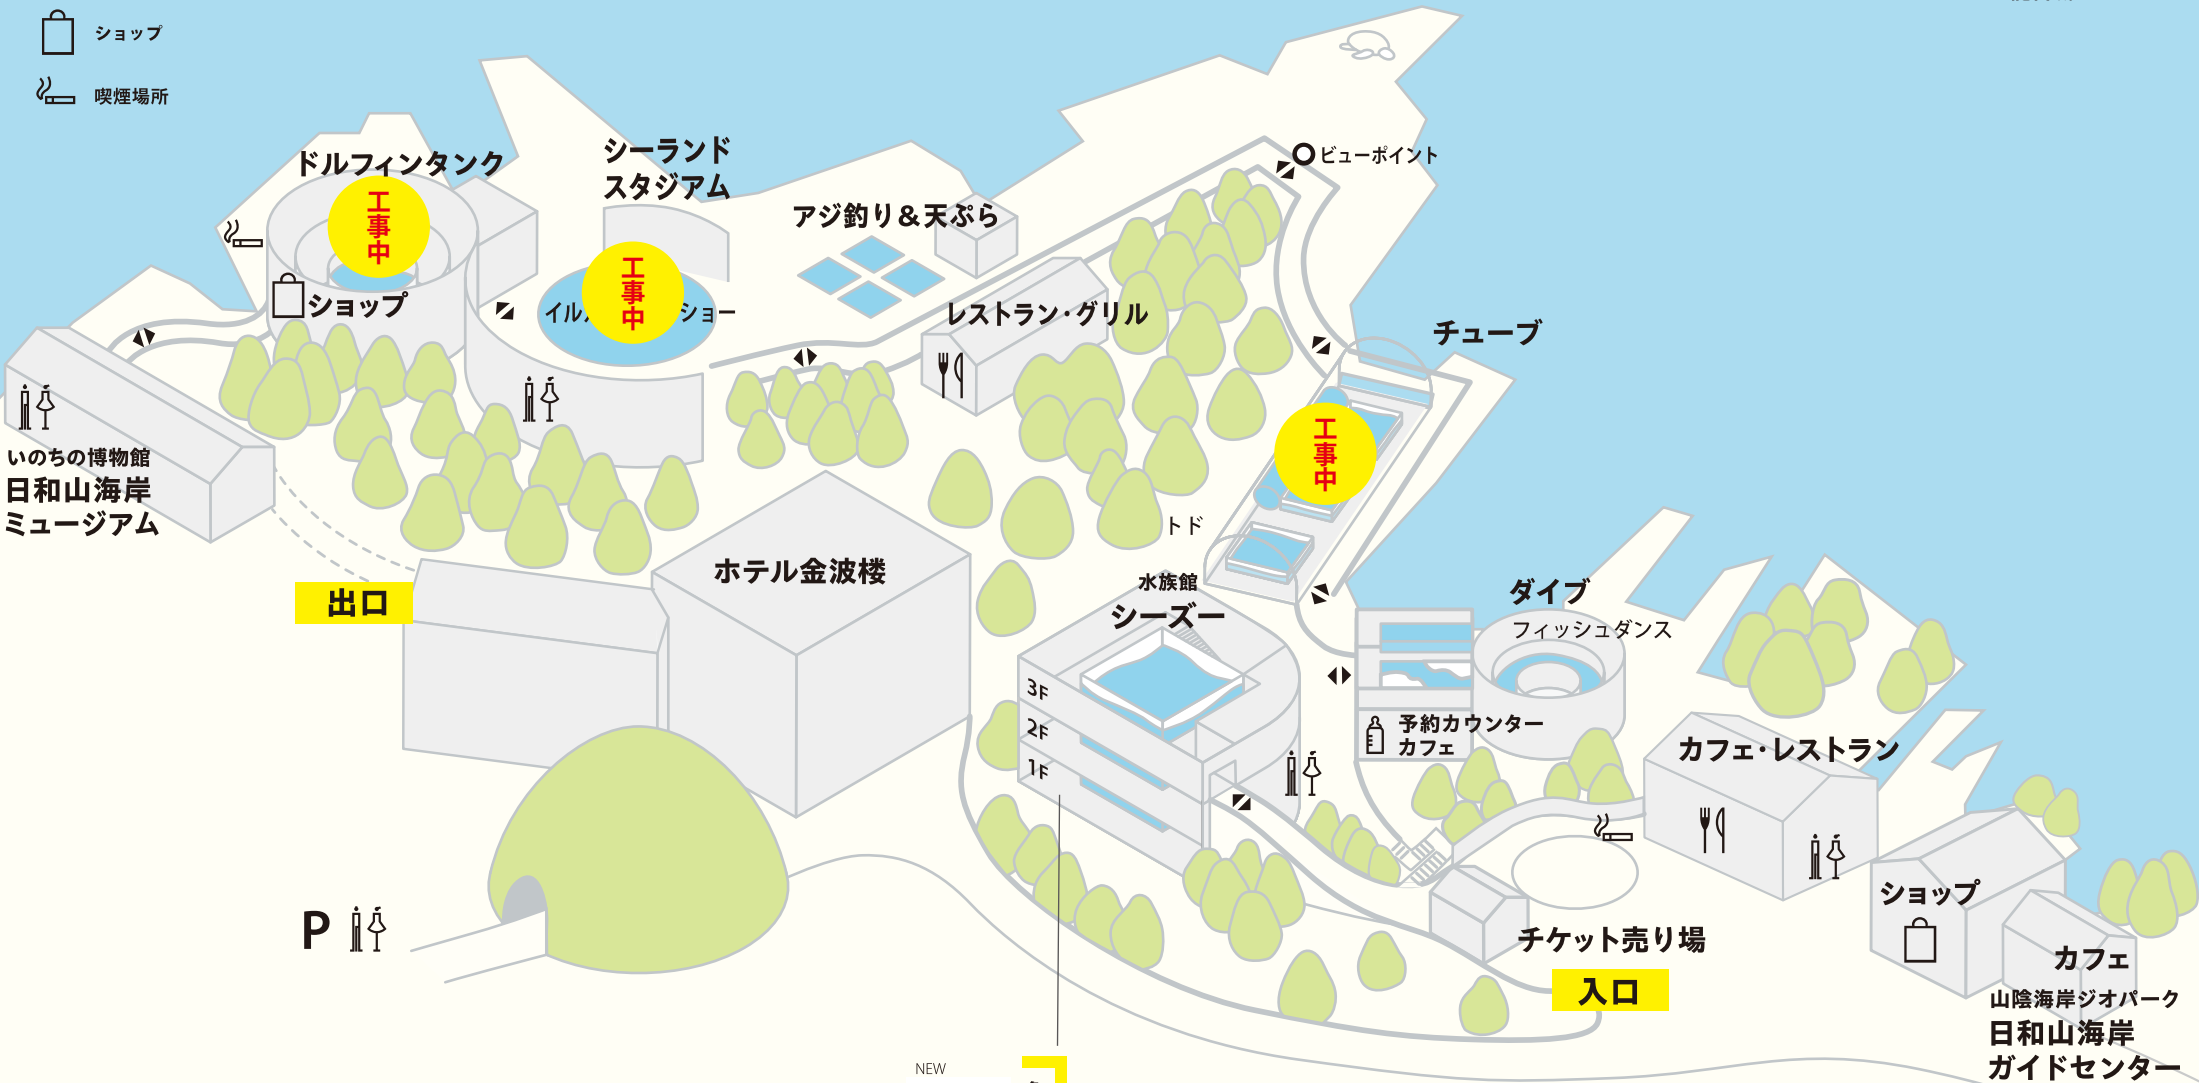 ショップ
喫煙場所
ドルフィンタンク
工事中
ショップ
シーランド
スタジアム
工事中
イル
ショー
アジ釣り&天ぷら
ビューポイント
レストラン・グリル
チューブ
工事中
いのちの博物館
日和山海岸
ミュージアム
トド
ホテル金波楼
出口
水族館
シーズー
3F
2F
1F
ダイブ
フィッシュダンス
予約カウンター
カフェ
カフェ・レストラン
P
ショップ
チケット売り場
入口
カフェ
山陰海岸ジオパーク
日和山海岸
ガイドセンター
NEW